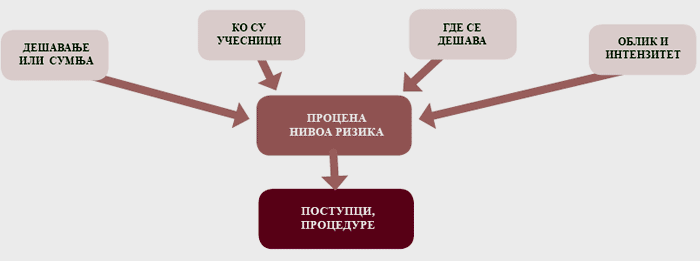 ДЕШАВАЊЕ
ИЛИ СУМЊА
КО СУ
УЧЕСНИЦИ
ГДЕ СЕ
ДЕШАВА
ОБЛИК И
ИНТЕНЗИТЕТ
ПРОЦЕНА
НИВОА РИЗИКА
ПОСТУПЦИ,
ПРОЦЕДУРЕ